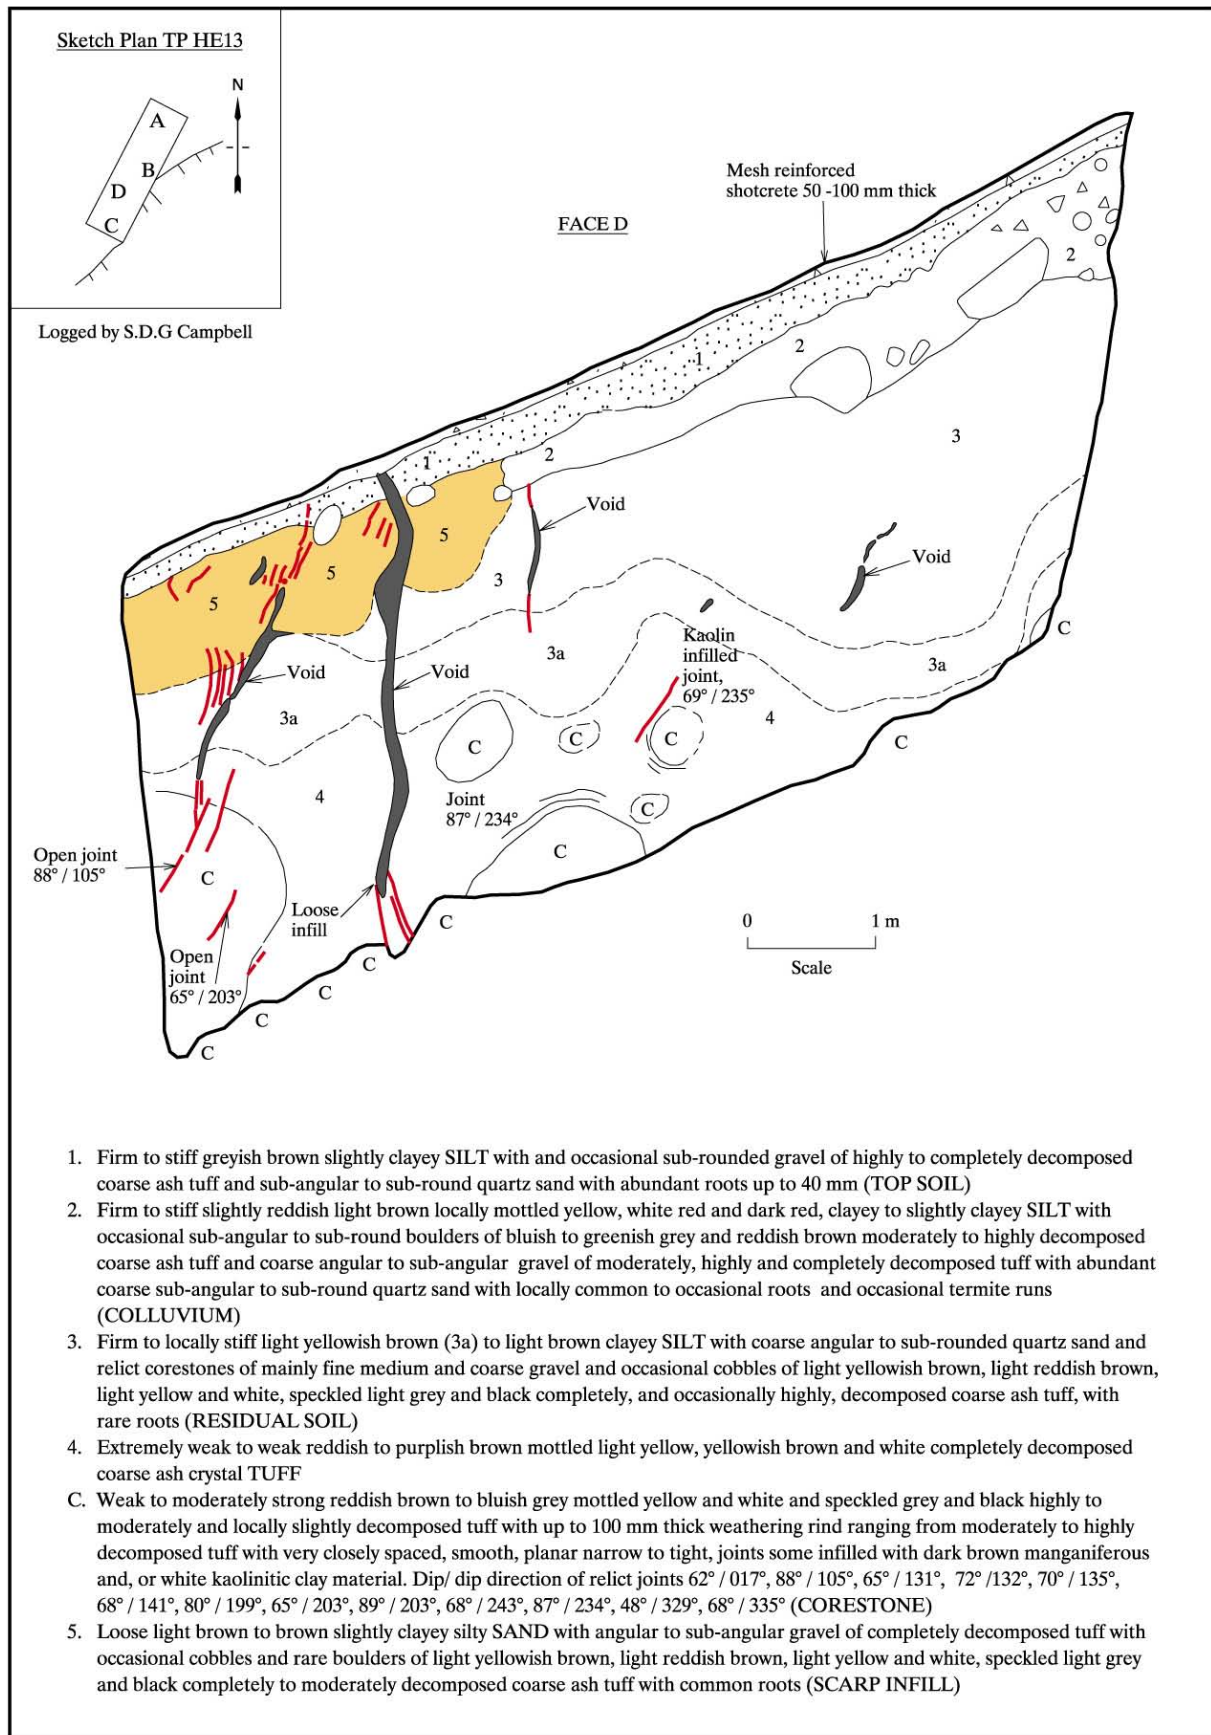 Sketch Plan TP HE13
N
A
B
D
C
Logged by S.D.G Campbell
FACE D
Mesh reinforced
shotcrete 50 -100 mm thick
2
1
2
3
2
1
Void
5
5
5
3
Void
C
Kaolin
infilled
joint,
69° / 235°
3a
3a
Void
Void
3a
4
C
C
C
C
4
Joint
87° / 234°
C
C
Open joint
88° / 105°
C
Loose
infill
C
Open
joint
65° / 203°
C
C
C
C
0
1 m
Scale
1. Firm to stiff greyish brown slightly clayey SILT with and occasional sub-rounded gravel of highly to completely decomposed
coarse ash tuff and sub-angular to sub-round quartz sand with abundant roots up to 40 mm (TOP SOIL)
2. Firm to stiff slightly reddish light brown locally mottled yellow, white red and dark red, clayey to slightly clayey SILT with
occasional sub-angular to sub-round boulders of bluish to greenish grey and reddish brown moderately to highly decomposed
coarse ash tuff and coarse angular to sub-angular gravel of moderately, highly and completely decomposed tuff with abundant
coarse sub-angular to sub-round quartz sand with locally common to occasional roots and occasional termite runs
(COLLUVIUM)
3. Firm to locally stiff light yellowish brown (3a) to light brown clayey SILT with coarse angular to sub-rounded quartz sand and
relict corestones of mainly fine medium and coarse gravel and occasional cobbles of light yellowish brown, light reddish brown,
light yellow and white, speckled light grey and black completely, and occasionally highly, decomposed coarse ash tuff, with
rare roots (RESIDUAL SOIL)
4. Extremely weak to weak reddish to purplish brown mottled light yellow, yellowish brown and white completely decomposed
coarse ash crystal TUFF
C. Weak to moderately strong reddish brown to bluish grey mottled yellow and white and speckled grey and black highly to
moderately and locally slightly decomposed tuff with up to 100 mm thick weathering rind ranging from moderately to highly
decomposed tuff with very closely spaced, smooth, planar narrow to tight, joints some infilled with dark brown manganiferous
and, or white kaolinitic clay material. Dip/ dip direction of relict joints 62° / 017°, 88° / 105°, 65° / 131°, 72° /132°, 70° / 135°,
68° / 141°, 80° / 199°, 65° / 203°, 89° / 203°, 68° / 243°, 87° / 234°, 48° / 329°, 68° / 335° (CORESTONE)
5. Loose light brown to brown slightly clayey silty SAND with angular to sub-angular gravel of completely decomposed tuff with
occasional cobbles and rare boulders of light yellowish brown, light reddish brown, light yellow and white, speckled light grey
and black completely to moderately decomposed coarse ash tuff with common roots (SCARP INFILL)